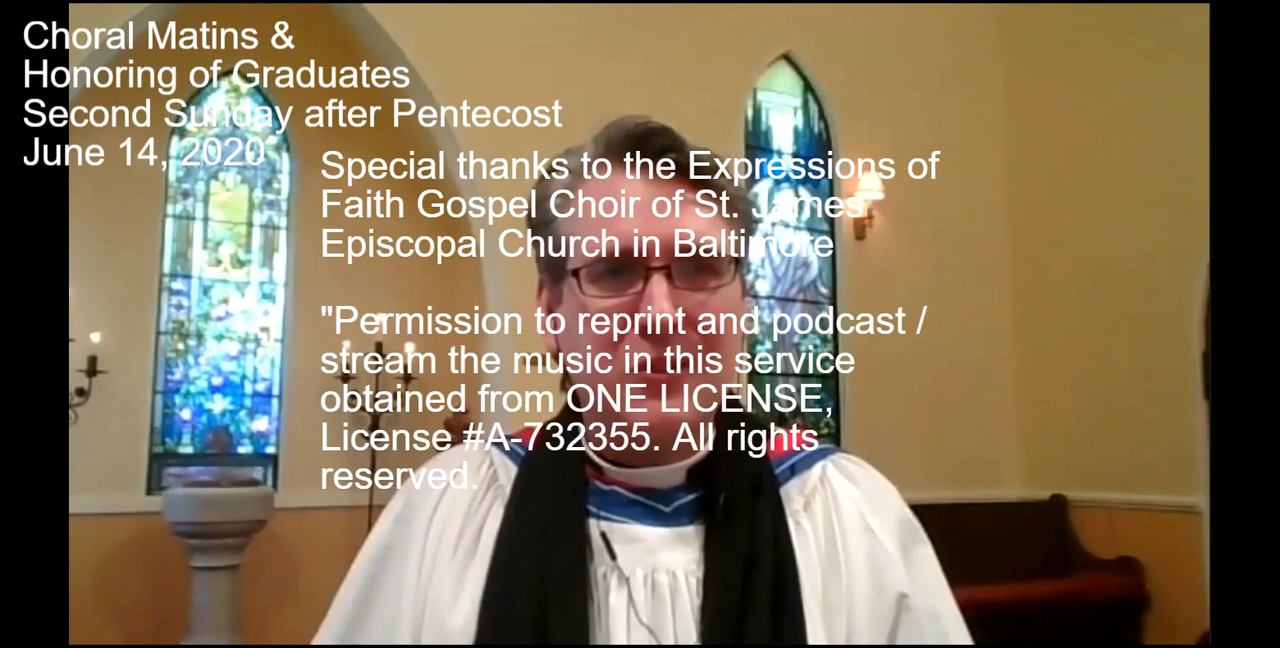 Choral Matins &
Honoring of Graduates
Second Sunday after Pentecost
June 14, 2020
Special thanks to the Expressions of
Faith Gospel Choir of St. James
Episcopal Church in Baltimore
"Permission to reprint and podcast /
stream the music in this service
obtained from ONE LICENSE,
License #A-732355. All rights
reserved.